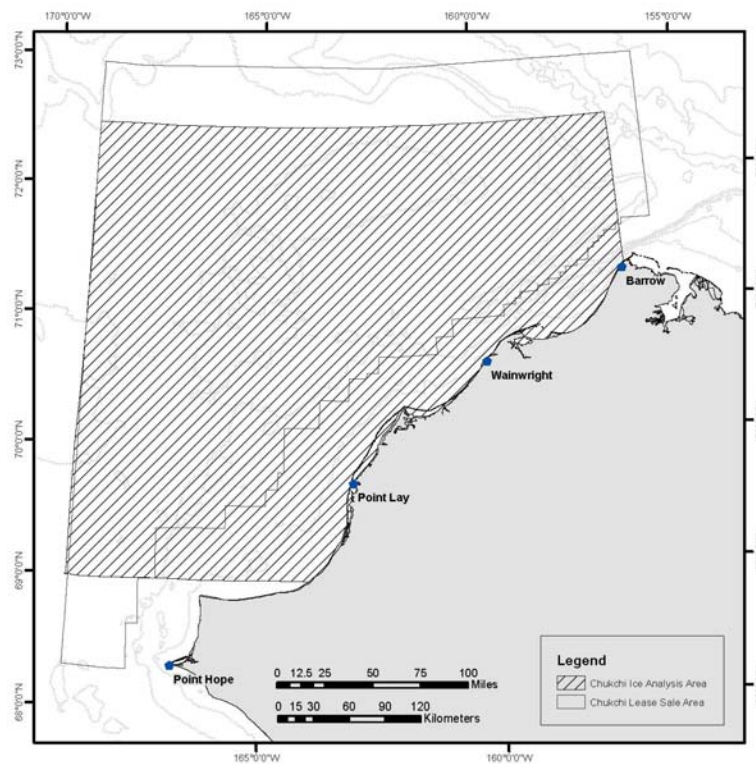 170°0'0"W 165°0'0"W 160°0'0"W 155°0'0"W
73°0'0"N
72°0'0"N
71°0'0"N
70°0'0"N
69°0'0"N
68°0'0"N
Barrow
Wainwright
Point Lay
Point Hope
0 12.5 25 50 75 100
Miles
0 15 30 60 90 120
Kilometers
Legend
Chukchi Ice Analysis Area
Chukchi Lease Sale Area
165°0'0"W 160°0'0"W